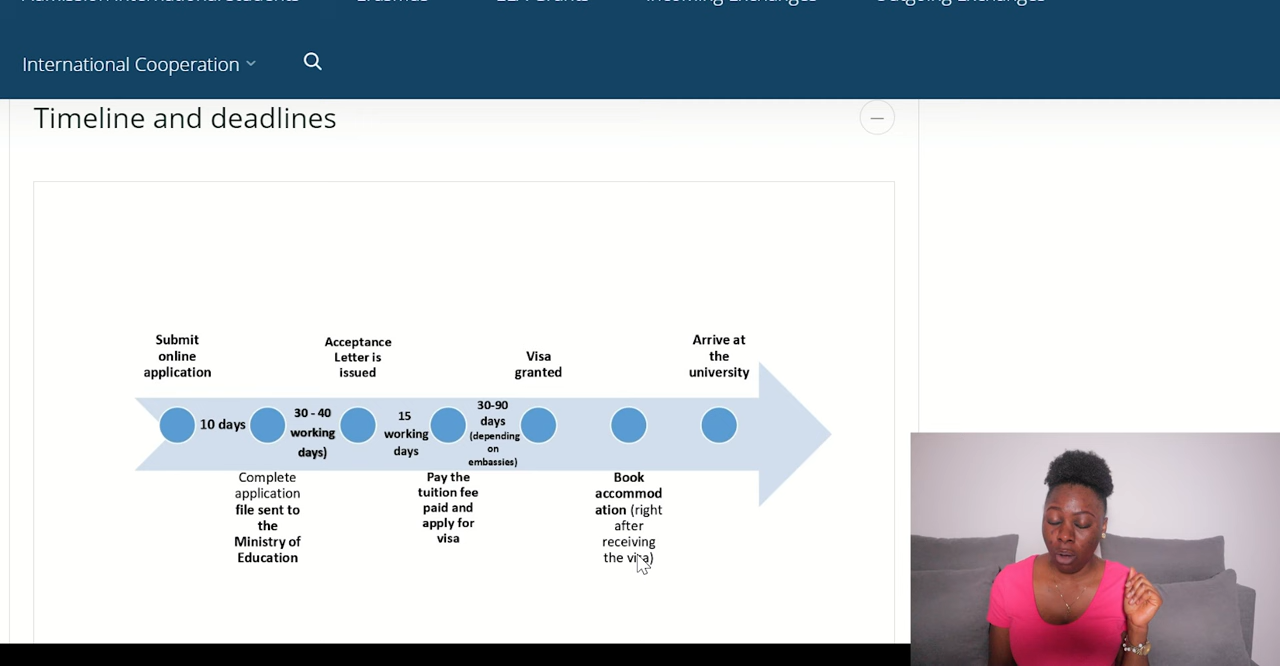 International Cooperation
Timeline and deadlines
Submit
online
application
Acceptance
Letter is
issued
Visa
granted
Arrive at
the
university
10 days
30 - 40
working
days)
15
working
days
30-90
days
(depending
on
embassies)
Complete
application
file sent to
the
Ministry of
Education
Pay the
tuition fee
paid and
apply for
visa
Book
accommod
ation (right
after
receiving
the visa)